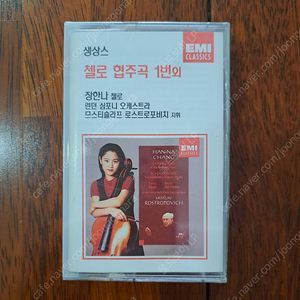 생상스
EMI
CLASSICS
첼로 협주곡 1번외
장한나 첼로
런던 심포니 오케스트라
므스티슬라프 로스트로포비치 지휘
HAN-NA
CHANG
ROSTROPOVICH